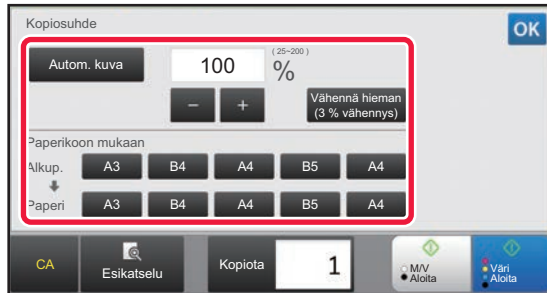 Kopiosuhde
OK
Autom. kuva
100
(25~200)
%
−
+
Vähennä hieman
(3 % vähennys)
Paperikoon mukaan
Alkup.
A3
B4
A4
B5
A4
Paperi
A3
B4
A4
B5
A4
CA
Esikatselu
Kopiota
1
M/V
Aloita
Väri
Aloita